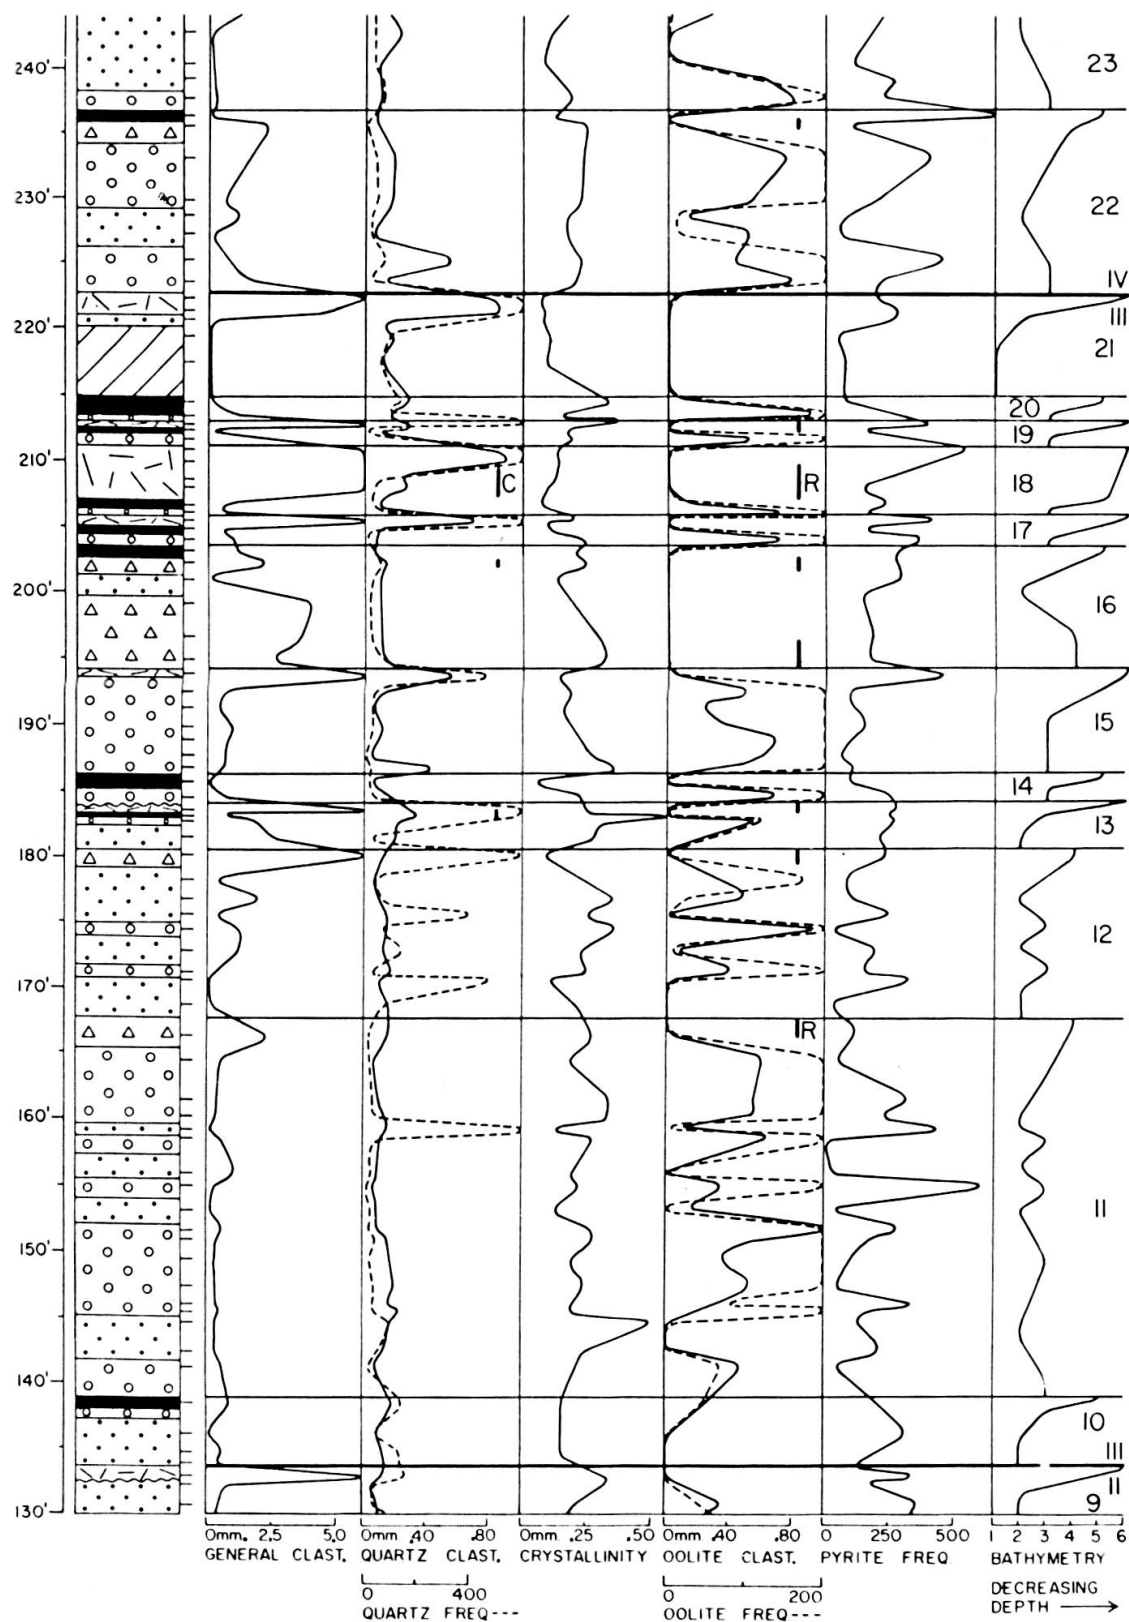 240'
23
230'
22
IV
220'
III
21
20
19
210'
C
R
18
17
200'
16
190'
15
14
13
180'
12
170'
R
160'
11
150'
140'
10
III
II
130'
9
0mm. 2.5 5.0 0mm .40 .80 0mm .25 .50 0mm .40 .80 0 250 500 1 2 3 4 5 6
GENERAL CLAST. QUARTZ CLAST. CRYSTALLINITY OOLITE CLAST. PYRITE FREQ. BATHYMETRY
0 400 0 200 DECREASING
QUARTZ FREQ--- OOLITE FREQ--- DEPTH